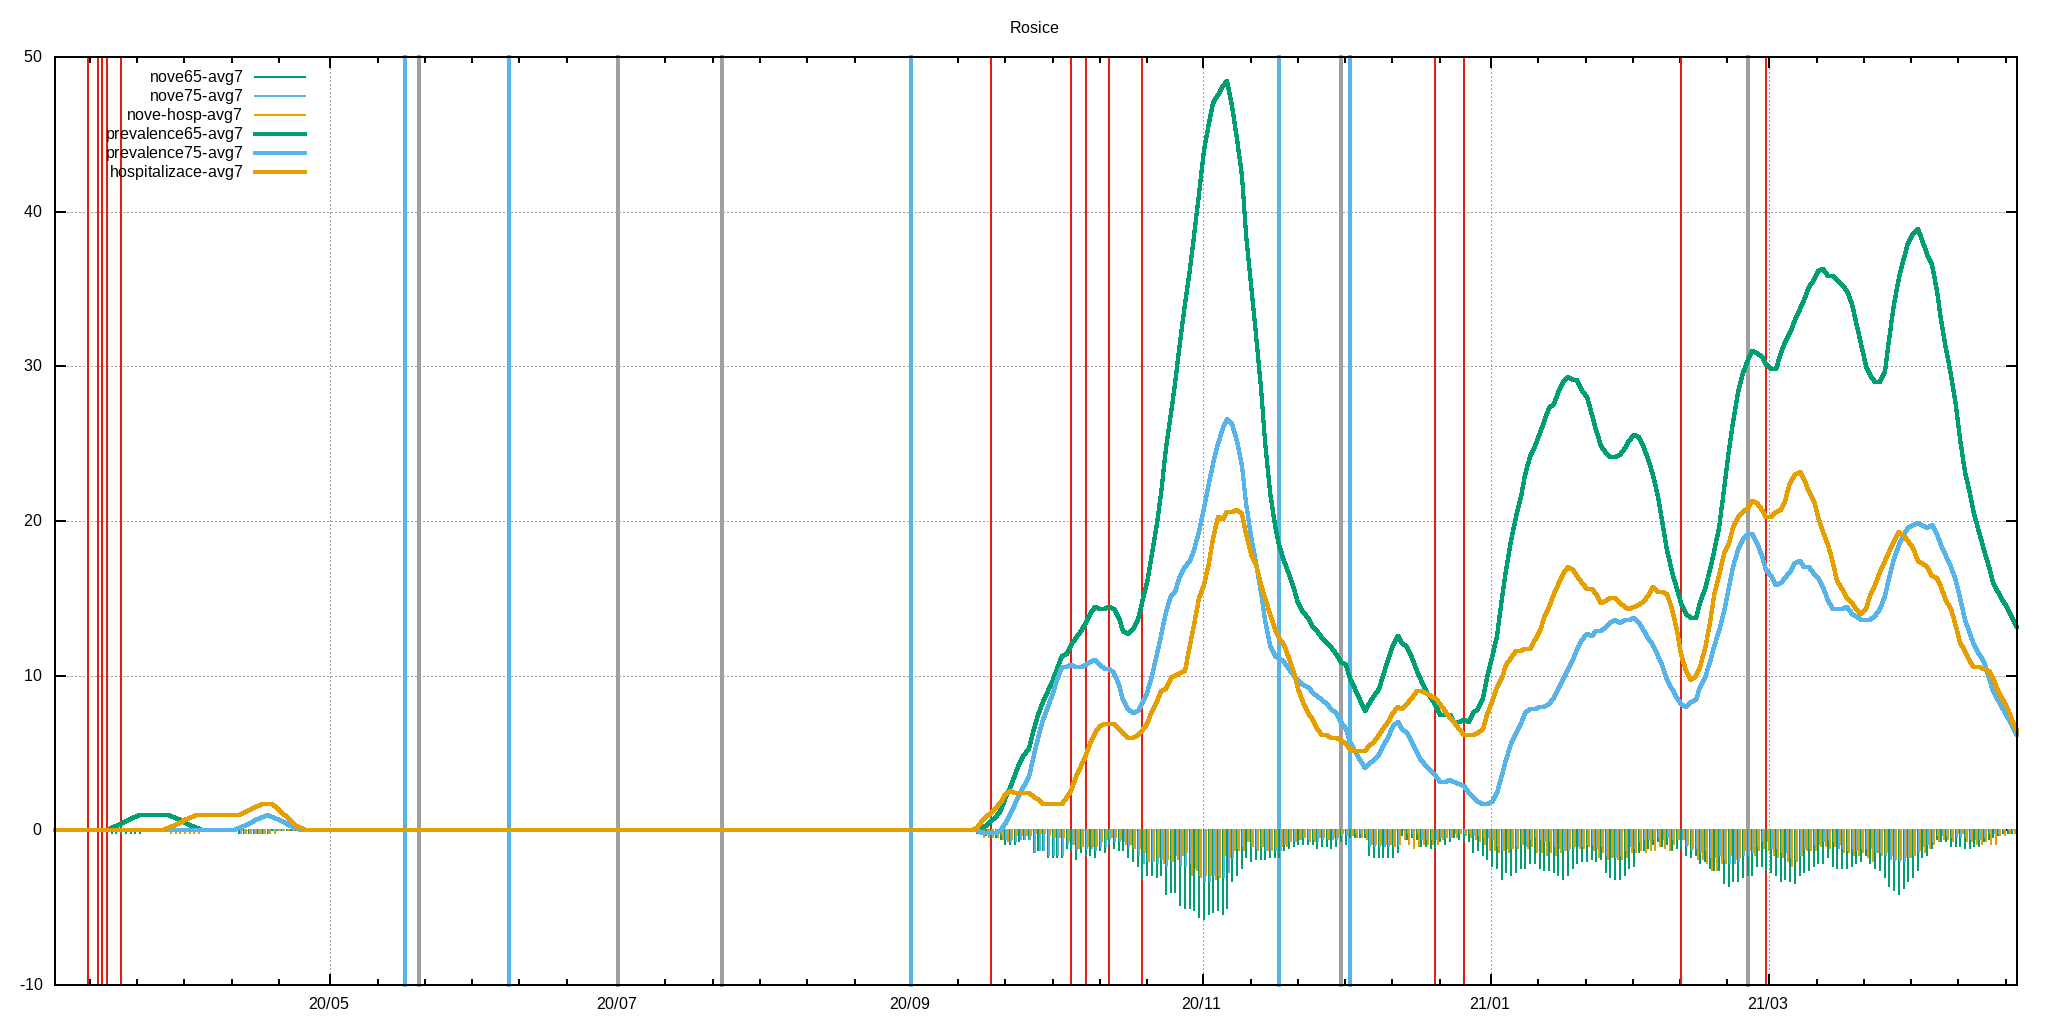 Rosice
50
nove65-avg7
nove75-avg7
nove-hosp-avg7
prevalence65-avg7
prevalence75-avg7
hospitalizace-avg7
40
30
20
10
0
-10
20/05 20/07 20/09 20/11 21/01 21/03